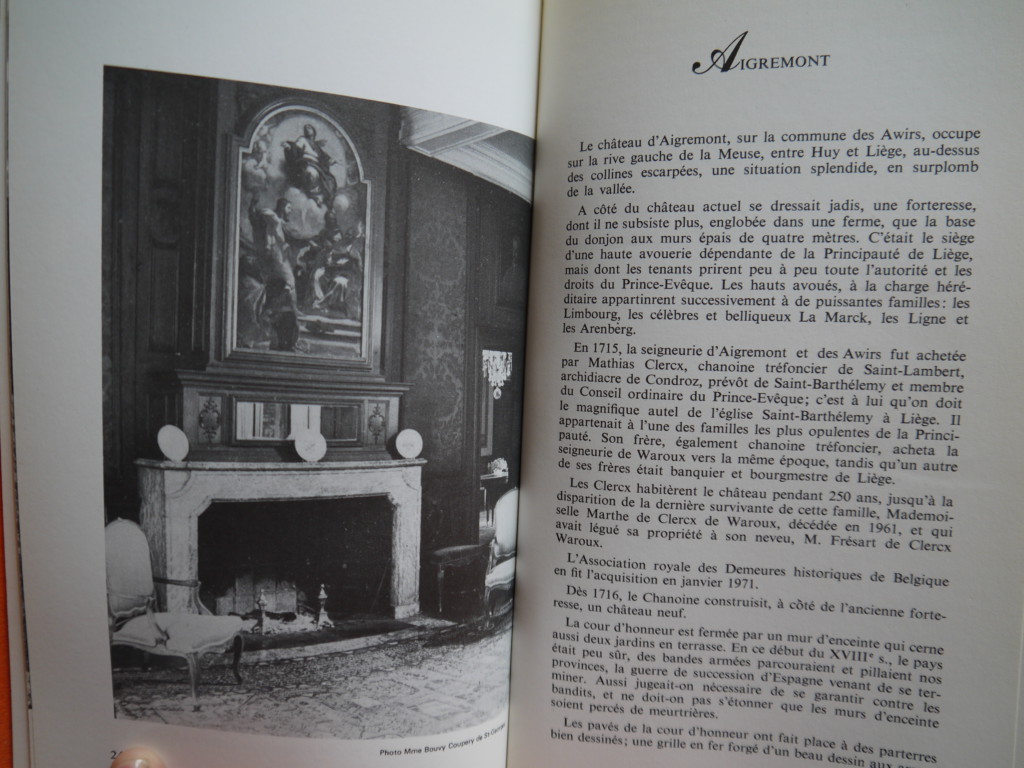 24
Photo Mme Bouvy Coupery de St-Georges
AIGREMONT
Le château d'Aigremont, sur la commune des Awirs, occupe
sur la rive gauche de la Meuse, entre Huy et Liège, au-dessus
des collines escarpées, une situation splendide, en surplomb
de la vallée.
A côté du château actuel se dressait jadis, une forteresse,
dont il ne subsiste plus, englobée dans une ferme, que la base
du donjon aux murs épais de quatre mètres. C'était le siège
d'une haute avouerie dépendante de la Principauté de Liège,
mais dont les tenants prirent peu à peu toute l'autorité et les
droits du Prince-Evêque. Les hauts avoués, à la charge héré-
ditaire appartinrent successivement à de puissantes familles: les
Limbourg, les célèbres et belliqueux La Marck, les Ligne et
les Arenberg.
En 1715, la seigneurie d'Aigremont et des Awirs fut achetée
par Mathias Clercx, chanoine tréfoncier de Saint-Lambert,
archidiacre de Condroz, prévôt de Saint-Barthélemy et membre
du Conseil ordinaire du Prince-Evêque; c'est à lui qu'on doit
le magnifique autel de l'église Saint-Barthélemy à Liège. Il
appartenait à l'une des familles les plus opulentes de la Princi-
pauté. Son frère, également chanoine tréfoncier, acheta la
seigneurie de Waroux vers la même époque, tandis qu'un autre
de ses frères était banquier et bourgmestre de Liège.
Les Clercx habitèrent le château pendant 250 ans, jusqu'à la
disparition de la dernière survivante de cette famille, Mademoi-
selle Marthe de Clercx de Waroux, décédée en 1961, et qui
avait légué sa propriété à son neveu, M. Frésart de Clercx
Waroux.
L'Association royale des Demeures historiques de Belgique
en fit l'acquisition en janvier 1971.
Dès 1716, le Chanoine construisit, à côté de l'ancienne forte-
resse, un château neuf.
La cour d'honneur est fermée par un mur d'enceinte qui cerne
aussi deux jardins en terrasse. En ce début du XVIIIe s., le pays
était peu sûr, des bandes armées parcouraient et pillaient nos
provinces, la guerre de succession d'Espagne venant de se ter-
miner. Aussi jugeait-on nécessaire de se garantir contre les
bandits, et ne doit-on pas s'étonner que les murs d'enceinte
soient percés de meurtrières.
Les pavés de la cour d'honneur ont fait place à des parterres
bien dessinés; une grille en fer forgé d'un beau dessin aux